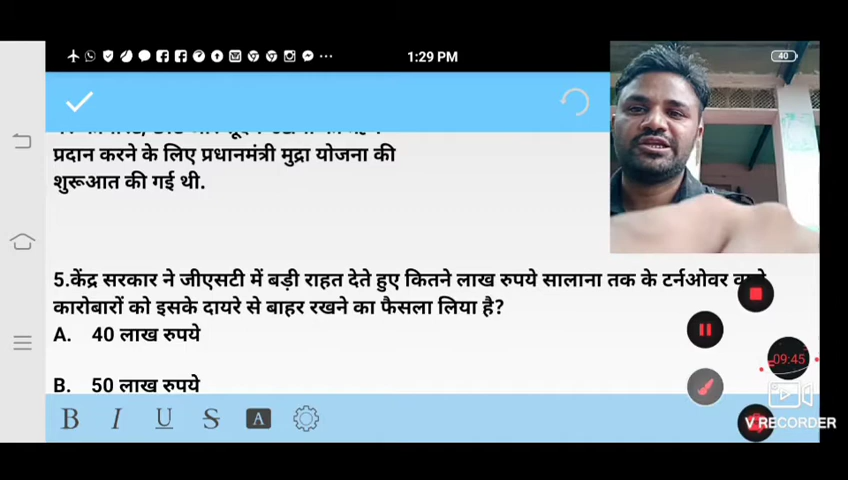 1:29 PM
40
प्रदान करने के लिए प्रधानमंत्री मुद्रा योजना की
शुरूआत की गई थी.
5.केंद्र सरकार ने जीएसटी में बड़ी राहत देते हुए कितने लाख रुपये सालाना तक के टर्नओवर
कारोबारों को इसके दायरे से बाहर रखने का फैसला लिया है?
A. 40 लाख रुपये
B. 50 लाख रुपये
09:45
B I U S A
V RECORDER